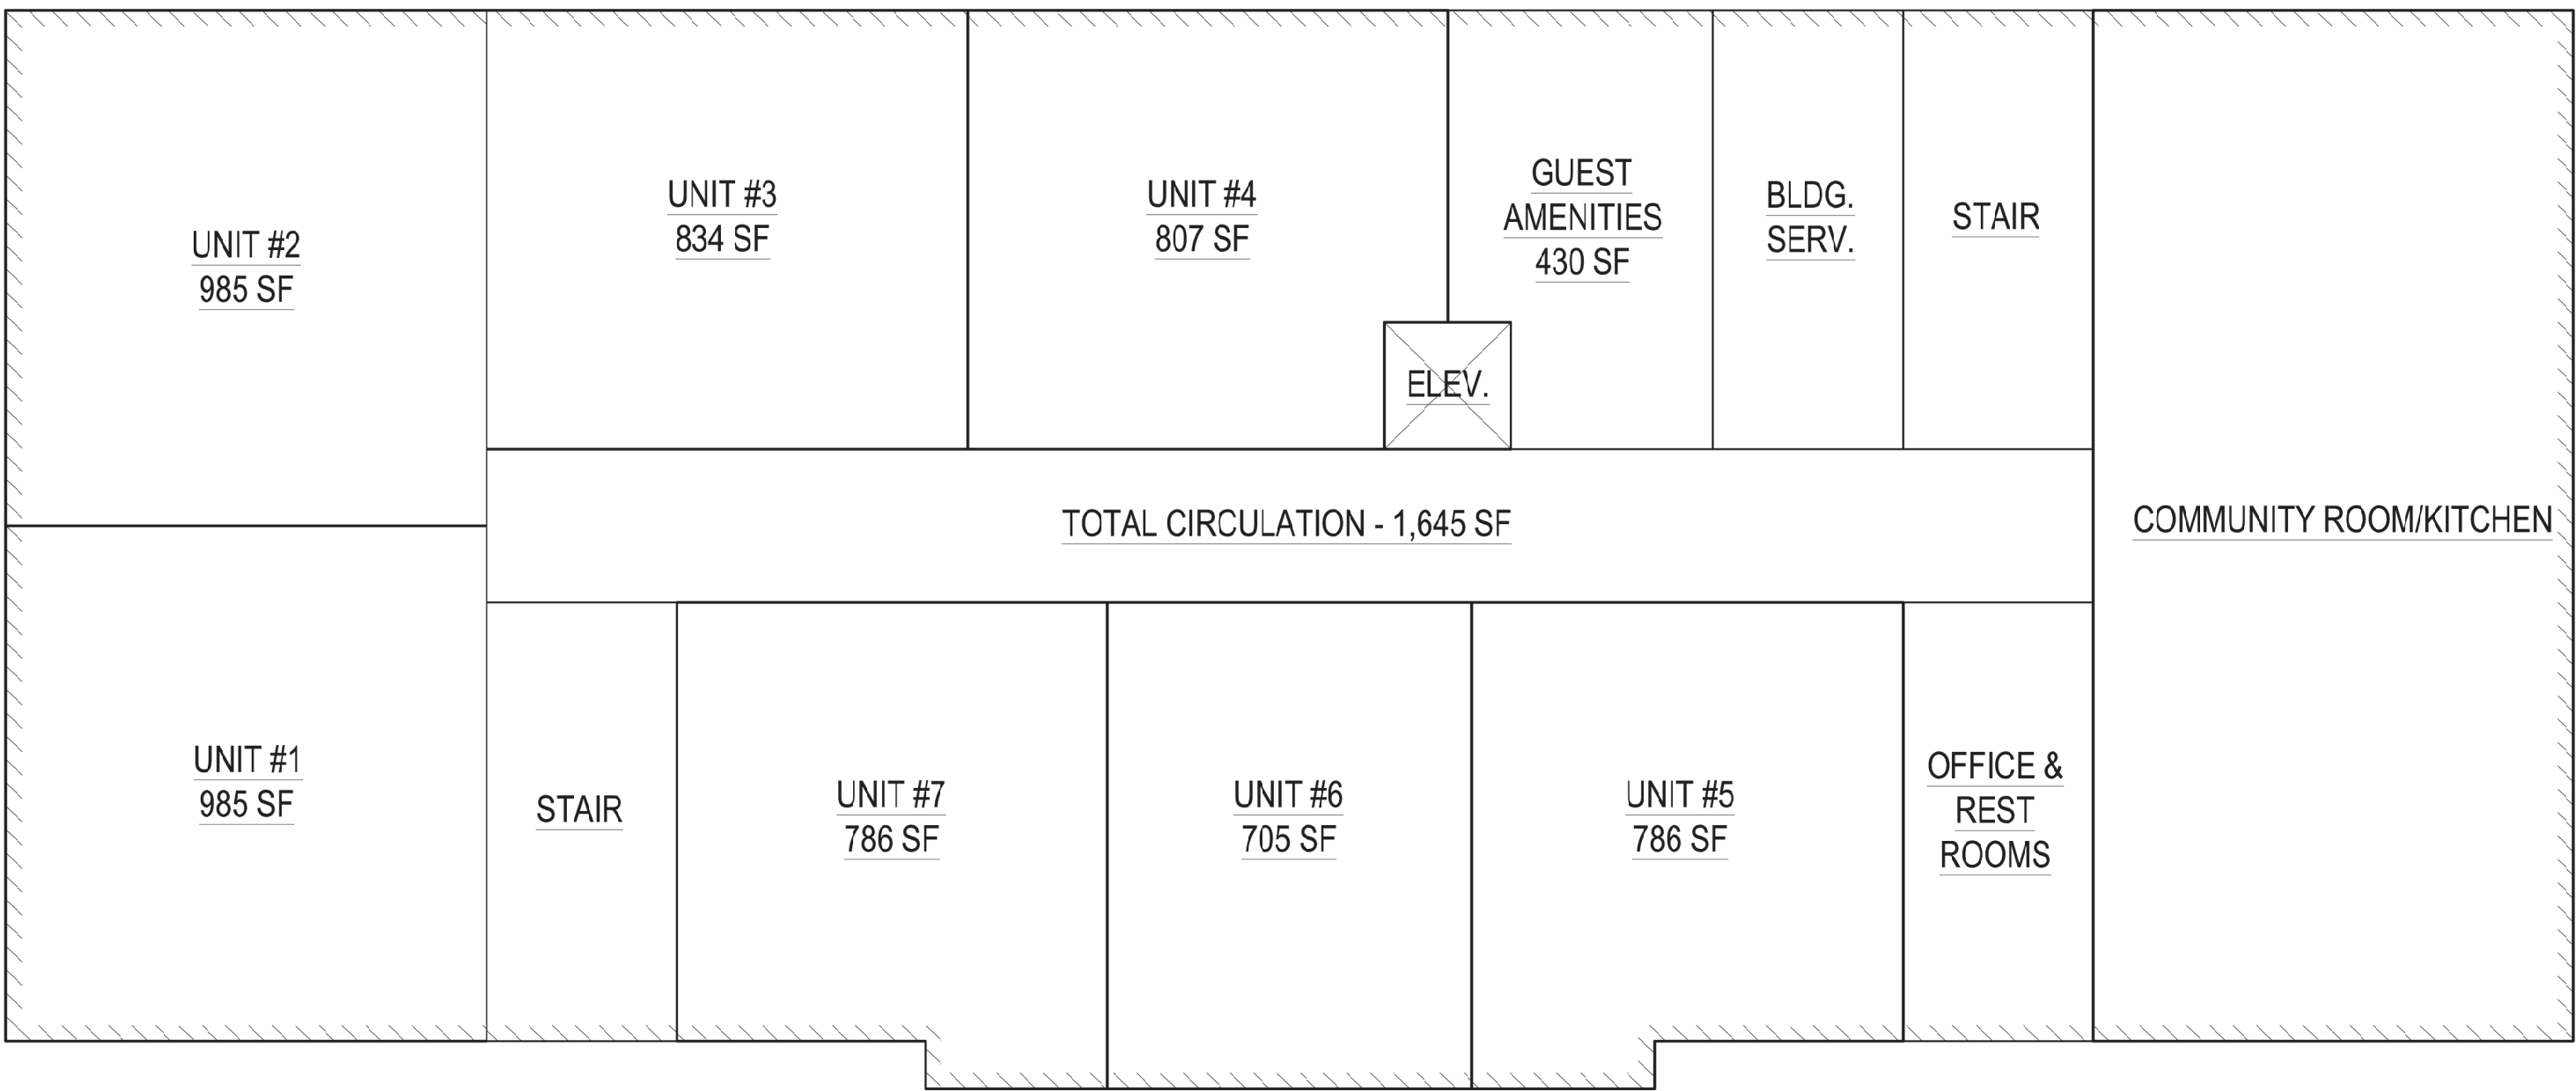 UNIT #2
985 SF
UNIT #3
834 SF
UNIT #4
807 SF
GUEST
AMENITIES
430 SF
BLDG.
SERV.
STAIR
ELEV.
TOTAL CIRCULATION - 1,645 SF
COMMUNITY ROOM/KITCHEN
UNIT #1
985 SF
STAIR
UNIT #7
786 SF
UNIT #6
705 SF
UNIT #5
786 SF
OFFICE &
REST
ROOMS